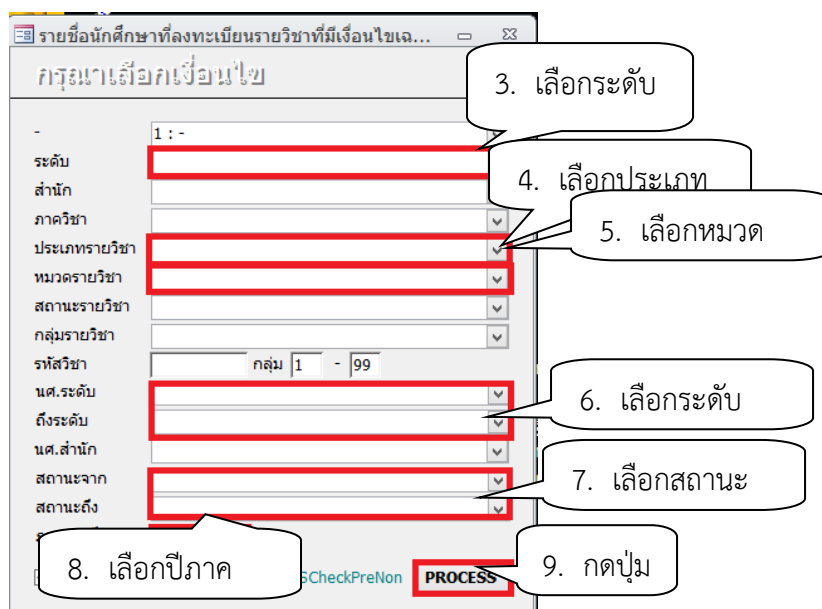 รายชื่อนักศึกษาที่ลงทะเบียนรายวิชาที่มีเงื่อนไขเฉ...
กรุณาเลือกเงื่อนไข
3. เลือกระดับ
- 1 : -
ระดับ
สำนัก
4. เลือกประเภท
ภาควิชา
5. เลือกหมวด
ประเภทรายวิชา
หมวดรายวิชา
สถานะรายวิชา
กลุ่มรายวิชา
รหัสวิชา กลุ่ม 1 - 99
นศ.ระดับ
6. เลือกระดับ
ถึงระดับ
นศ.สำนัก
สถานะจาก
7. เลือกสถานะ
สถานะถึง
8. เลือกปีภาค
SCheckPreNon PROCESS
9. กดปุ่ม